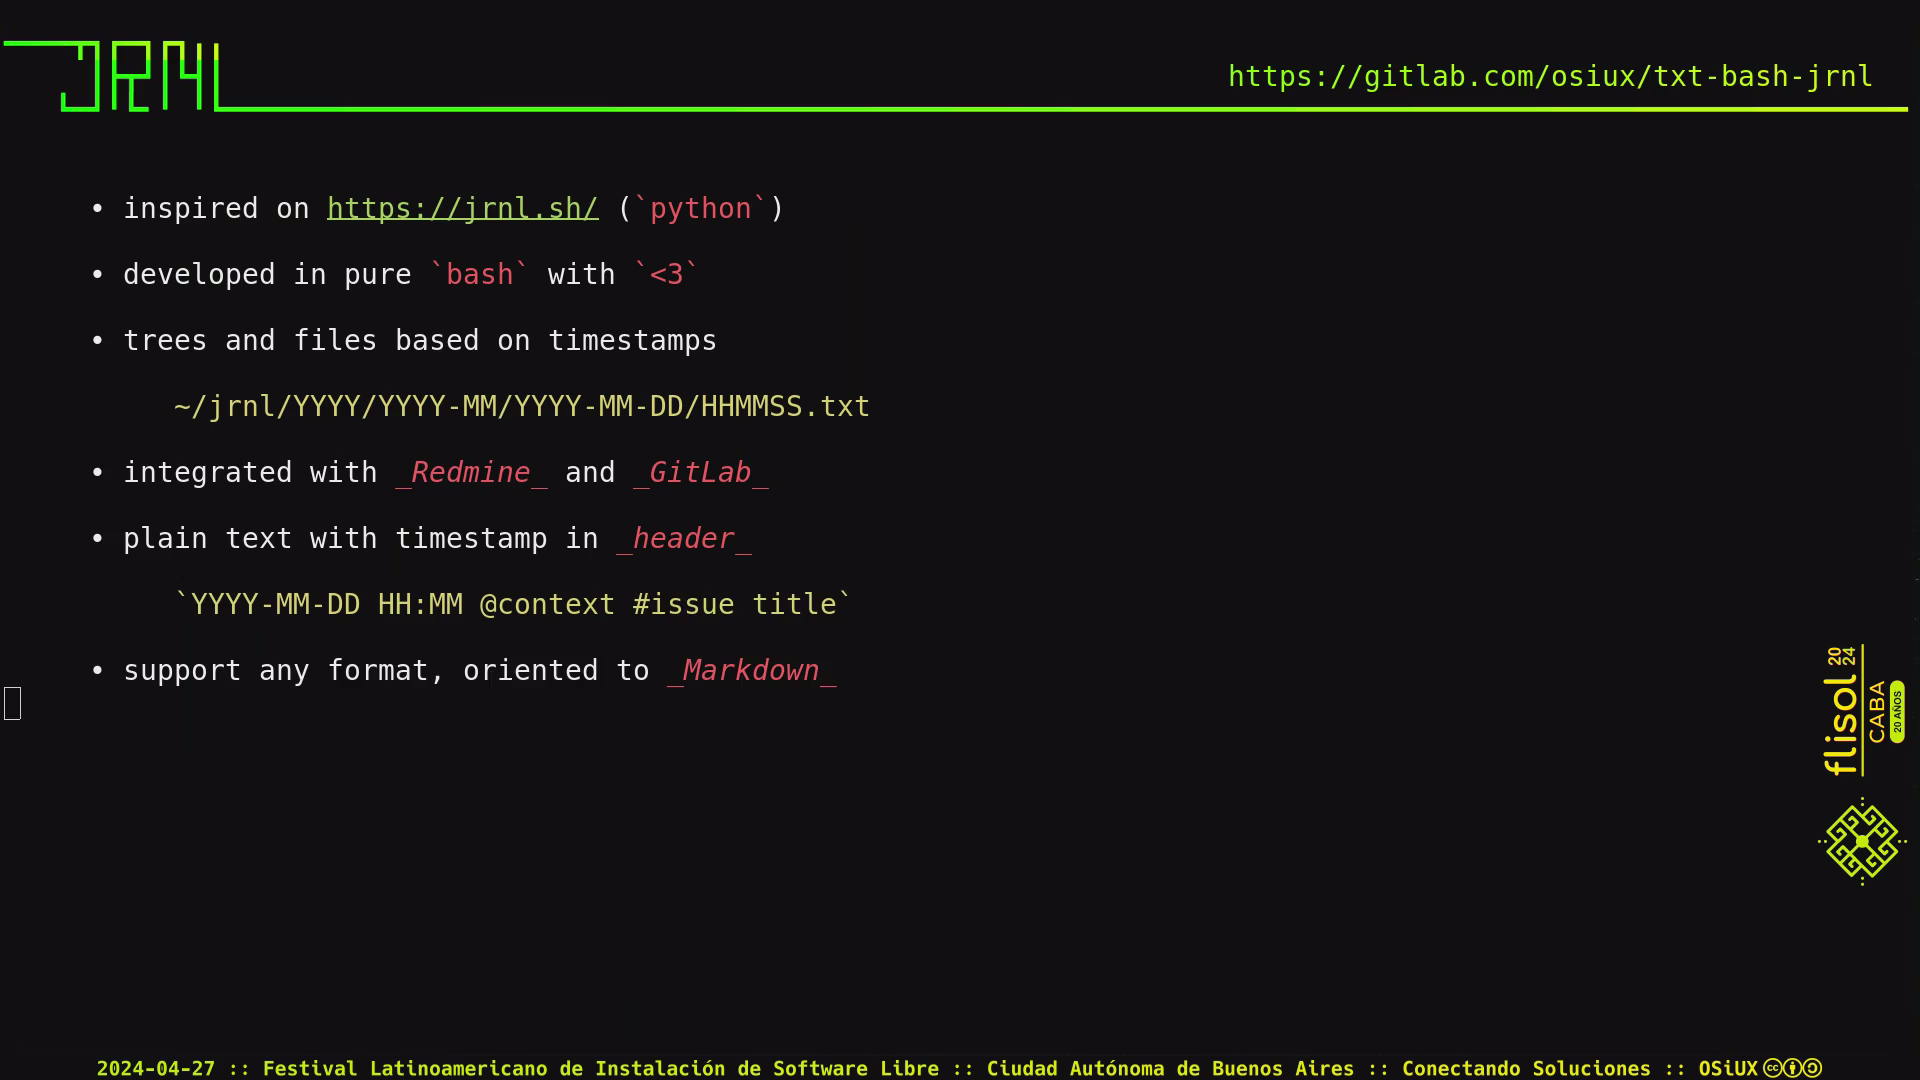 JRNL
https://gitlab.com/osiux/txt-bash-jrnl
• inspired on https://jrnl.sh/ (`python`)
• developed in pure `bash` with `<3`
• trees and files based on timestamps
~/jrnl/YYYY/YYYY-MM/YYYY-MM-DD/HHMMSS.txt
• integrated with _Redmine_ and _GitLab_
• plain text with timestamp in _header_
`YYYY-MM-DD HH:MM @context #issue title`
• support any format, oriented to _Markdown_
flisol 2024
CABA
20 AÑOS
2024-04-27 :: Festival Latinoamericano de Instalación de Software Libre :: Ciudad Autónoma de Buenos Aires :: Conectando Soluciones :: OSiUX